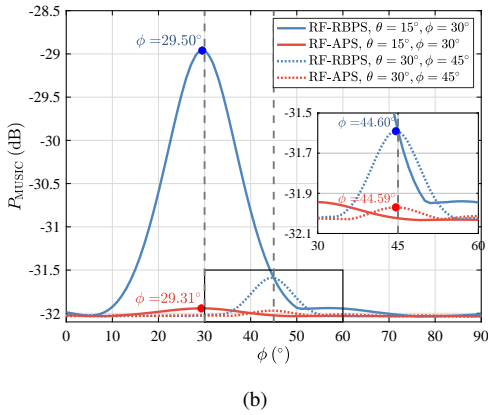 RF-RBPS, θ = 15°, ϕ = 30°
RF-APS, θ = 15°, ϕ = 30°
RF-RBPS, θ = 30°, ϕ = 45°
RF-APS, θ = 30°, ϕ = 45°
ϕ =29.50°
-28.5
-29
-29.5
-30
-30.5
-31
-31.5
-32
P_MUSIC (dB)
-31.5
-31.9
-32.1
ϕ =44.60°
ϕ =44.59°
30 45 60
ϕ =29.31°
0 10 20 30 40 50 60 70 80 90
ϕ (°)
(b)